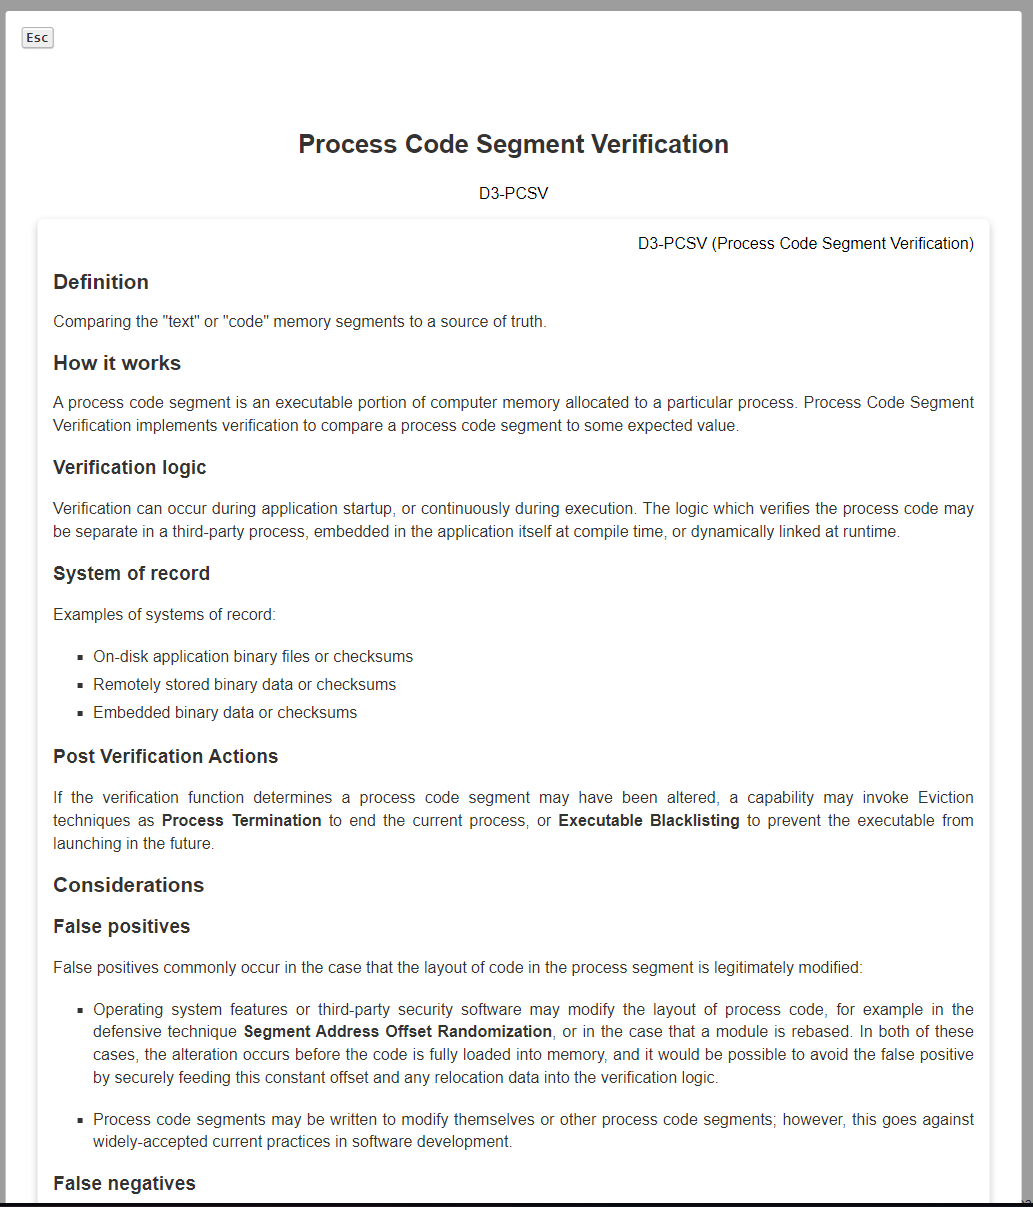 Esc
Process Code Segment Verification
D3-PCSV
D3-PCSV (Process Code Segment Verification)
Definition
Comparing the "text" or "code" memory segments to a source of truth.
How it works
A process code segment is an executable portion of computer memory allocated to a particular process. Process Code Segment
Verification implements verification to compare a process code segment to some expected value.
Verification logic
Verification can occur during application startup, or continuously during execution. The logic which verifies the process code may
be separate in a third-party process, embedded in the application itself at compile time, or dynamically linked at runtime.
System of record
Examples of systems of record:
▪ On-disk application binary files or checksums
▪ Remotely stored binary data or checksums
▪ Embedded binary data or checksums
Post Verification Actions
If the verification function determines a process code segment may have been altered, a capability may invoke Eviction
techniques as Process Termination to end the current process, or Executable Blacklisting to prevent the executable from
launching in the future.
Considerations
False positives
False positives commonly occur in the case that the layout of code in the process segment is legitimately modified:
▪ Operating system features or third-party security software may modify the layout of process code, for example in the
defensive technique Segment Address Offset Randomization, or in the case that a module is rebased. In both of these
cases, the alteration occurs before the code is fully loaded into memory, and it would be possible to avoid the false positive
by securely feeding this constant offset and any relocation data into the verification logic.
▪ Process code segments may be written to modify themselves or other process code segments; however, this goes against
widely-accepted current practices in software development.
False negatives